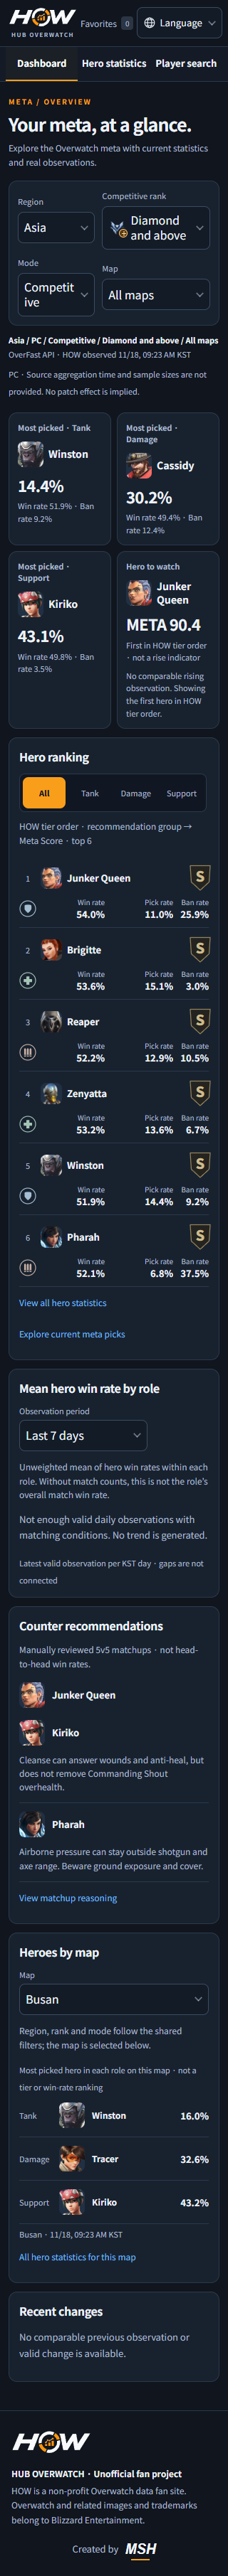 HOW
HUB OVERWATCH
Favorites 0
Language
Dashboard Hero statistics Player search
META / OVERVIEW
Your meta, at a glance.
Explore the Overwatch meta with current statistics
and real observations.
Region
Asia
Competitive rank
Diamond
and above
Mode
Competit
ive
Map
All maps
Asia / PC / Competitive / Diamond and above / All maps
OverFast API · HOW observed 11/18, 09:23 AM KST
PC · Source aggregation time and sample sizes are not
provided. No patch effect is implied.
Most picked · Tank
Winston
14.4%
Win rate 51.9% · Ban
rate 9.2%
Most picked ·
Damage
Cassidy
30.2%
Win rate 49.4% · Ban
rate 12.4%
Most picked ·
Support
Kiriko
43.1%
Win rate 49.8% · Ban
rate 3.5%
Hero to watch
Junker
Queen
META 90.4
First in HOW tier order
· not a rise indicator
No comparable rising
observation. Showing
the first hero in HOW
tier order.
Hero ranking
All Tank Damage Support
HOW tier order · recommendation group →
Meta Score · top 6
1 Junker Queen S
Win rate Pick rate Ban rate
54.0% 11.0% 25.9%
2 Brigitte S
Win rate Pick rate Ban rate
53.6% 15.1% 3.0%
3 Reaper S
Win rate Pick rate Ban rate
52.2% 12.9% 10.5%
4 Zenyatta S
Win rate Pick rate Ban rate
53.2% 13.6% 6.7%
5 Winston S
Win rate Pick rate Ban rate
51.9% 14.4% 9.2%
6 Pharah S
Win rate Pick rate Ban rate
52.1% 6.8% 37.5%
View all hero statistics
Explore current meta picks
Mean hero win rate by role
Observation period
Last 7 days
Unweighted mean of hero win rates within each
role. Without match counts, this is not the role's
overall match win rate.
Not enough valid daily observations with
matching conditions. No trend is generated.
Latest valid observation per KST day · gaps are not
connected
Counter recommendations
Manually reviewed 5v5 matchups · not head-
to-head win rates.
Junker Queen
Kiriko
Cleanse can answer wounds and anti-heal, but
does not remove Commanding Shout
overhealth.
Pharah
Airborne pressure can stay outside shotgun and
axe range. Beware ground exposure and cover.
View matchup reasoning
Heroes by map
Map
Busan
Region, rank and mode follow the shared
filters; the map is selected below.
Most picked hero in each role on this map · not a
tier or win-rate ranking
Tank Winston 16.0%
Damage Tracer 32.6%
Support Kiriko 43.2%
Busan · 11/18, 09:23 AM KST
All hero statistics for this map
Recent changes
No comparable previous observation or
valid change is available.
HOW
HUB OVERWATCH · Unofficial fan project
HOW is a non-profit Overwatch data fan site.
Overwatch and related images and trademarks
belong to Blizzard Entertainment.
Created by MSH